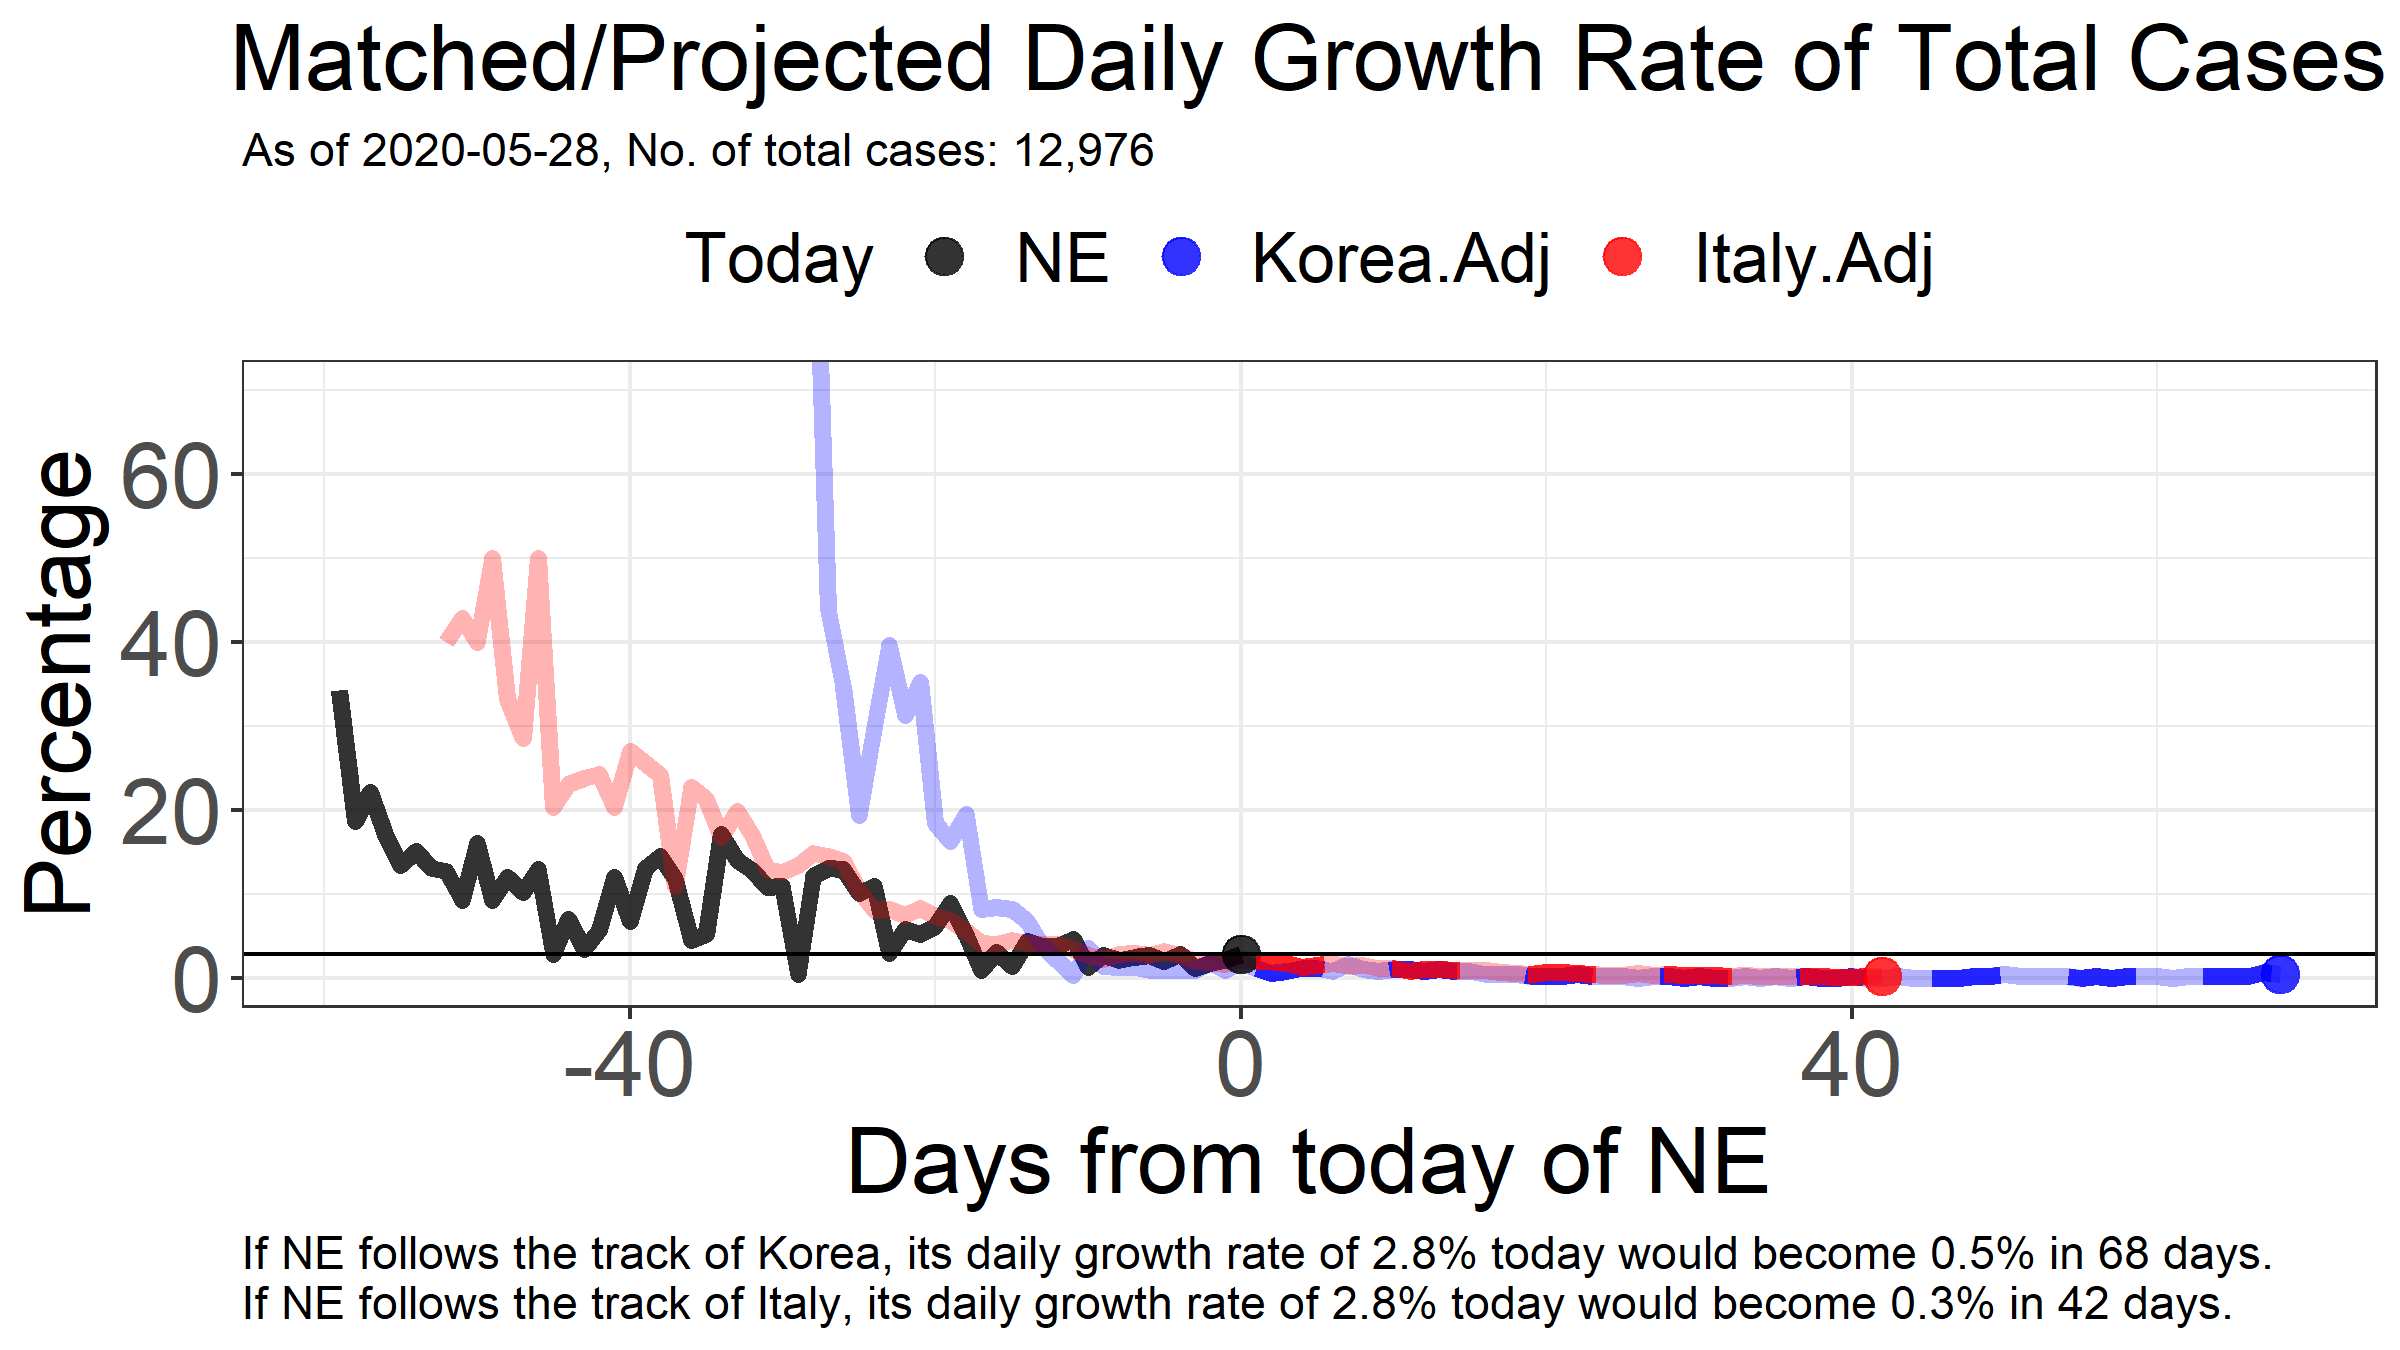 Matched/Projected Daily Growth Rate of Total Cases
As of 2020-05-28, No. of total cases: 12,976
Today NE Korea.Adj Italy.Adj
Percentage
60
40
20
0
-40 0 40
Days from today of NE
If NE follows the track of Korea, its daily growth rate of 2.8% today would become 0.5% in 68 days.
If NE follows the track of Italy, its daily growth rate of 2.8% today would become 0.3% in 42 days.